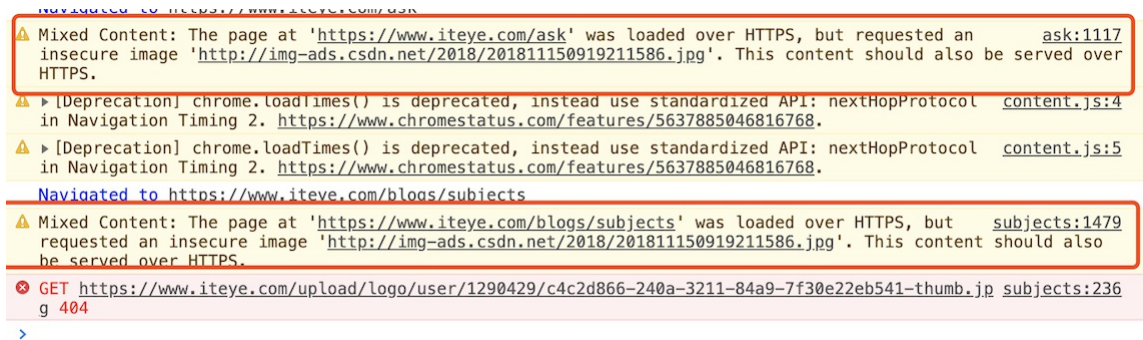 Navigated to https://www.iteye.com/ask
Mixed Content: The page at 'https://www.iteye.com/ask' was loaded over HTTPS, but requested an ask:1117
insecure image 'http://img-ads.csdn.net/2018/201811150919211586.jpg'. This content should also be served over
HTTPS.
[Deprecation] chrome.loadTimes() is deprecated, instead use standardized API: nextHopProtocol content.js:4
in Navigation Timing 2. https://www.chromestatus.com/features/5637885046816768.
[Deprecation] chrome.loadTimes() is deprecated, instead use standardized API: nextHopProtocol content.js:5
in Navigation Timing 2. https://www.chromestatus.com/features/5637885046816768.
Navigated to https://www.iteye.com/blogs/subjects
Mixed Content: The page at 'https://www.iteye.com/blogs/subjects' was loaded over HTTPS, but subjects:1479
requested an insecure image 'http://img-ads.csdn.net/2018/201811150919211586.jpg'. This content should also
be served over HTTPS.
GET https://www.iteye.com/upload/logo/user/1290429/c4c2d866-240a-3211-84a9-7f30e22eb541-thumb.jp subjects:236
g 404